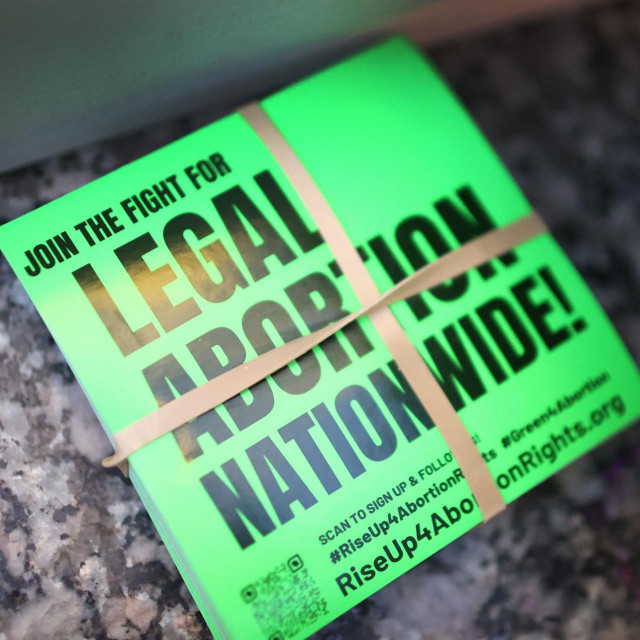 JOIN THE FIGHT FOR
LEGAL
ABORTION
NATIONWIDE!
SCAN TO SIGN UP & FOLLOW
#RiseUp4AbortionRights #Green4Abortion
RiseUp4AbortionRights.org